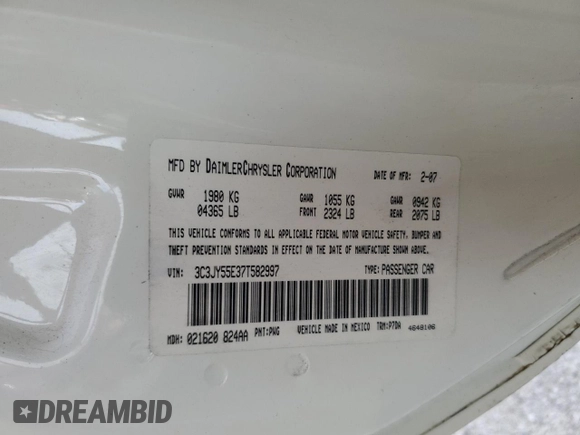 MFD BY DAIMLERCHRYSLER CORPORATION DATE OF MFR: 2-07
GVWR 1980 KG GAWR 1055 KG GAWR 0942 KG
04365 LB FRONT 2324 LB REAR 2075 LB
THIS VEHICLE CONFORMS TO ALL APPLICABLE FEDERAL MOTOR VEHICLE SAFETY, BUMPER AND
THEFT PREVENTION STANDARDS IN EFFECT ON THE DATE OF MANUFACTURE SHOWN ABOVE.
VIN: 3C3JY55E37T582997 TYPE: PASSENGER CAR
MDH: 021620 824AA PNT: PWG VEHICLE MADE IN MEXICO TRM: P7DA 4648106
DREAMBID